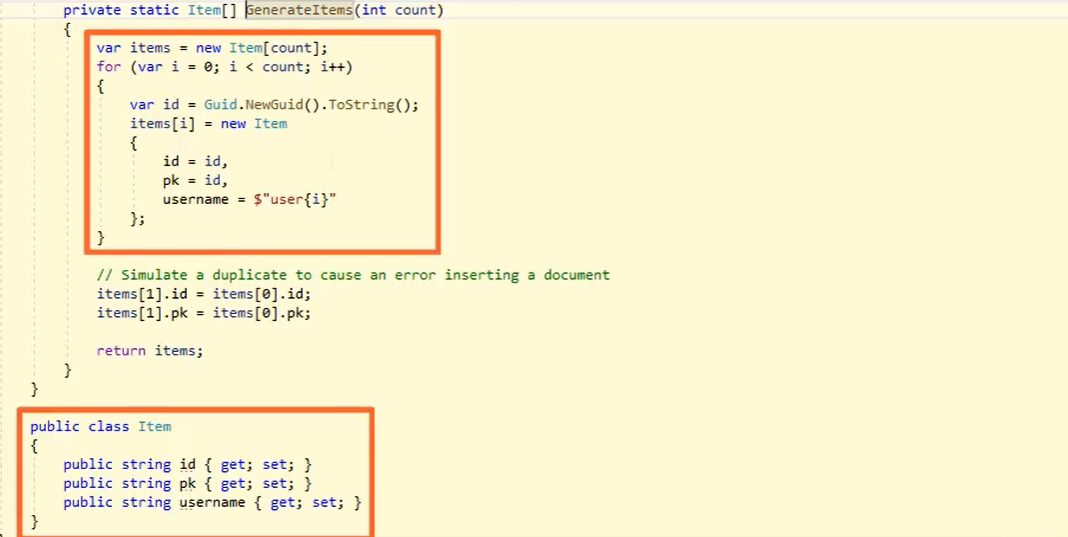 private static Item[] GenerateItems(int count)
{
var items = new Item[count];
for (var i = 0; i < count; i++)
{
var id = Guid.NewGuid().ToString();
items[i] = new Item
{
id = id,
pk = id,
username = $"user{i}"
};
}
// Simulate a duplicate to cause an error inserting a document
items[1].id = items[0].id;
items[1].pk = items[0].pk;
return items;
}
}
public class Item
{
public string id { get; set; }
public string pk { get; set; }
public string username { get; set; }
}